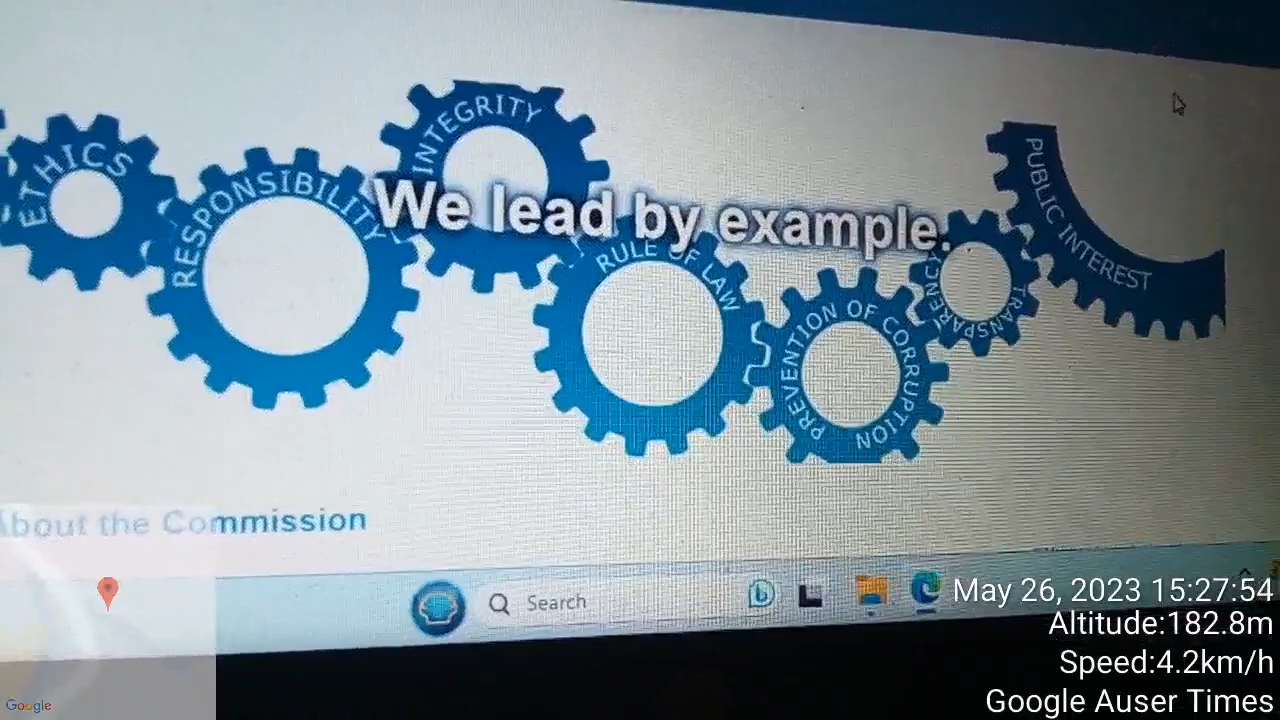 ETHICS
RESPONSIBILITY
INTEGRITY
We lead by example.
RULE OF LAW
PREVENTION OF CORRUPTION
TRANSPARENCY
PUBLIC INTEREST
About the Commission
Search
May 26, 2023 15:27:54
Altitude:182.8m
Speed:4.2km/h
Google Auser Times
Google